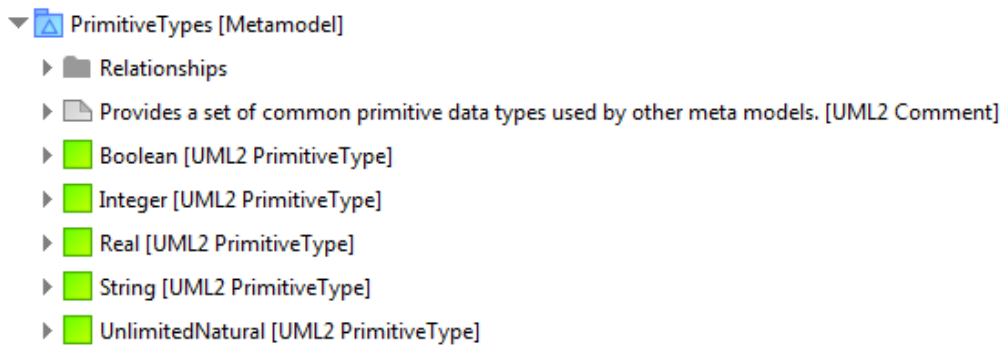 PrimitiveTypes [Metamodel]
Relationships
Provides a set of common primitive data types used by other meta models. [UML2 Comment]
Boolean [UML2 PrimitiveType]
Integer [UML2 PrimitiveType]
Real [UML2 PrimitiveType]
String [UML2 PrimitiveType]
UnlimitedNatural [UML2 PrimitiveType]